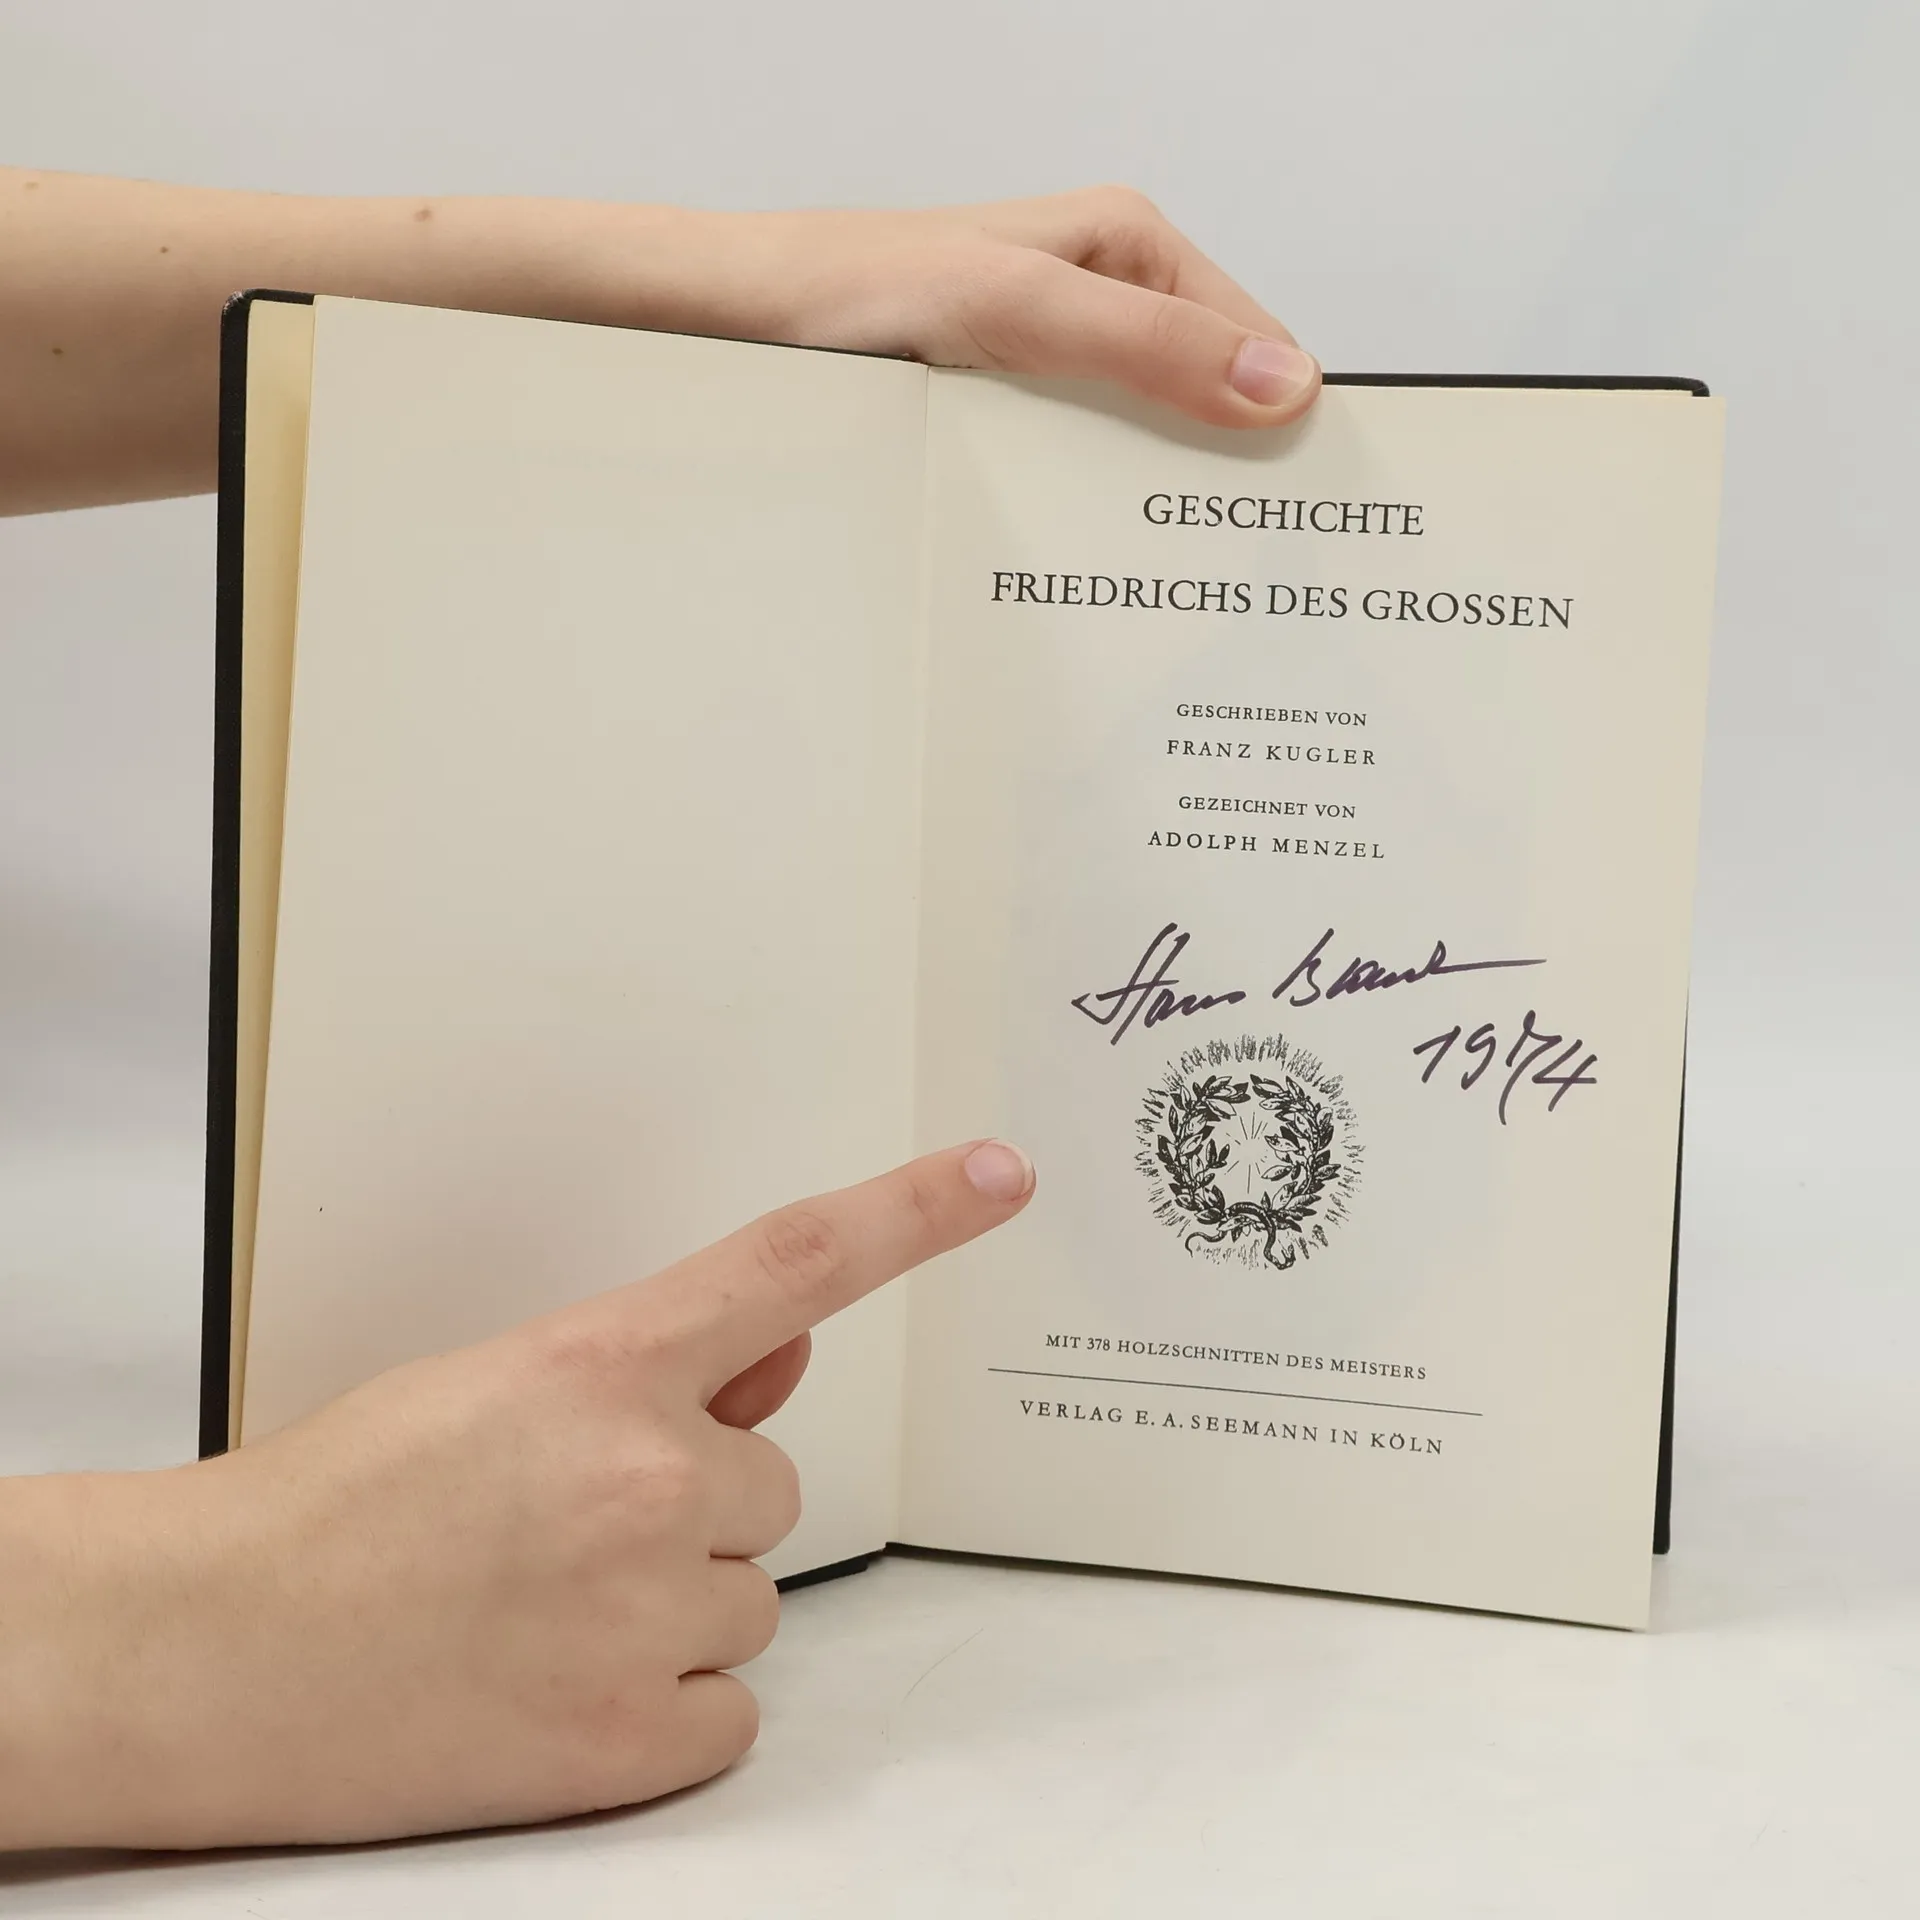 GESCHICHTE
FRIEDRICHS DES GROSSEN
GESCHRIEBEN VON
FRANZ KUGLER
GEZEICHNET VON
ADOLPH MENZEL
Hans
1974
MIT 378 HOLZSCHNITTEN DES MEISTERS
VERLAG E. A. SEEMANN IN KÖLN